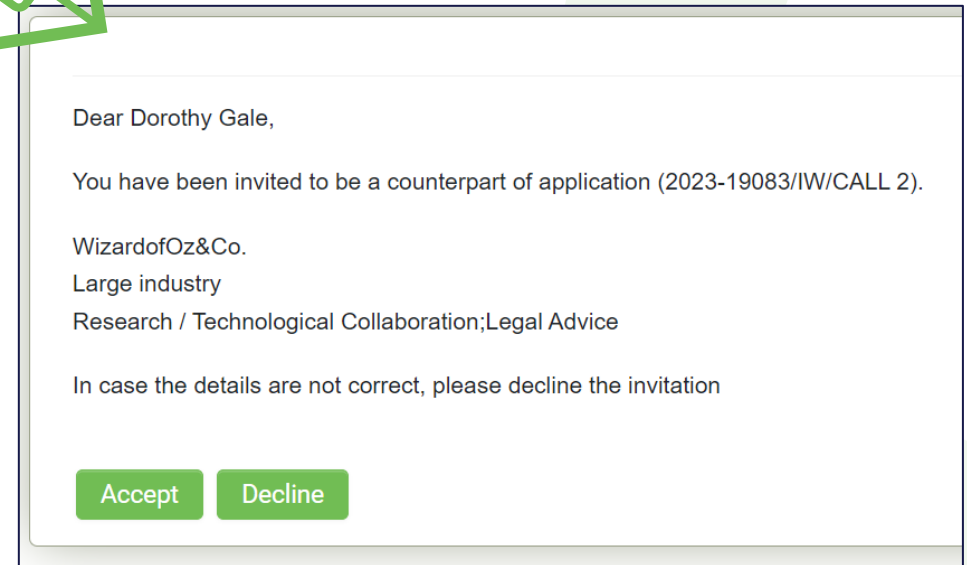 Dear Dorothy Gale,
You have been invited to be a counterpart of application (2023-19083/IW/CALL 2).
WizardofOz&Co.
Large industry
Research / Technological Collaboration;Legal Advice
In case the details are not correct, please decline the invitation
Accept Decline